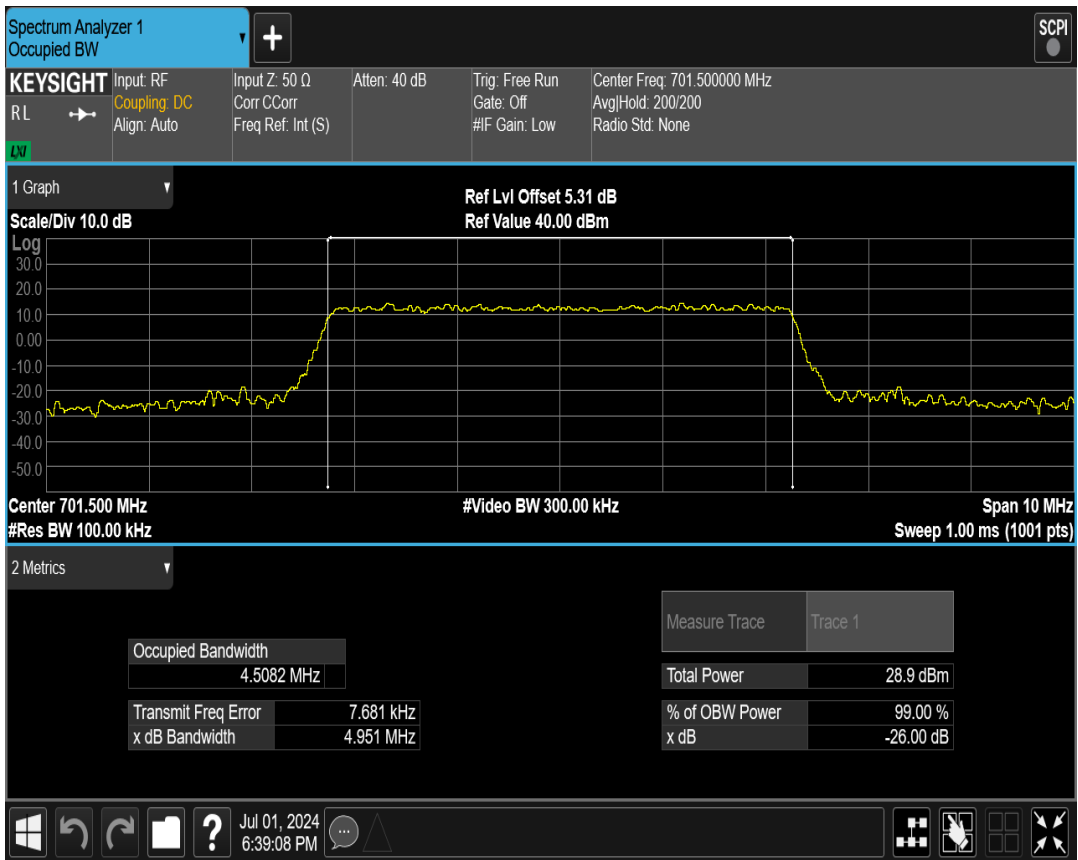 Spectrum Analyzer 1
Occupied BW
+
SCPI
KEYSIGHT
RL
LXI
Input: RF
Coupling: DC
Align: Auto
Input Z: 50 Ω
Corr CCorr
Freq Ref: Int (S)
Atten: 40 dB
Trig: Free Run
Gate: Off
#IF Gain: Low
Center Freq: 701.500000 MHz
Avg|Hold: 200/200
Radio Std: None
1 Graph
Ref Lvl Offset 5.31 dB
Scale/Div 10.0 dB
Ref Value 40.00 dBm
Log
30.0
20.0
10.0
0.00
-10.0
-20.0
-30.0
-40.0
-50.0
Center 701.500 MHz
#Video BW 300.00 kHz
Span 10 MHz
#Res BW 100.00 kHz
Sweep 1.00 ms (1001 pts)
2 Metrics
Measure Trace
Trace 1
Occupied Bandwidth
4.5082 MHz
Total Power
28.9 dBm
Transmit Freq Error
7.681 kHz
% of OBW Power
99.00 %
x dB Bandwidth
4.951 MHz
x dB
-26.00 dB
?
Jul 01, 2024
6:39:08 PM